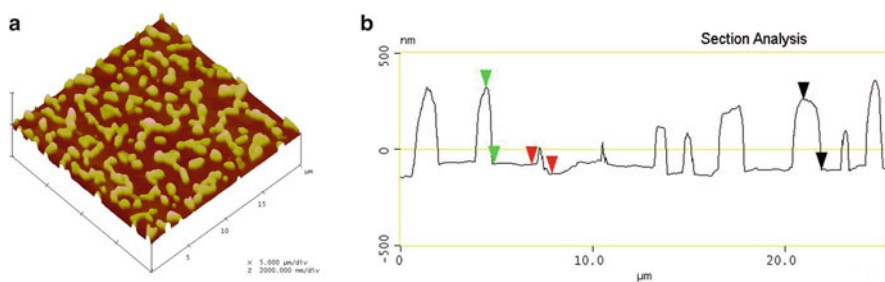 a
µm
15
10
5
X 5.000 µm/div
Z 2000.000 nm/div
b
nm
Section Analysis
500
0
-500
0
10.0
20.0
µm